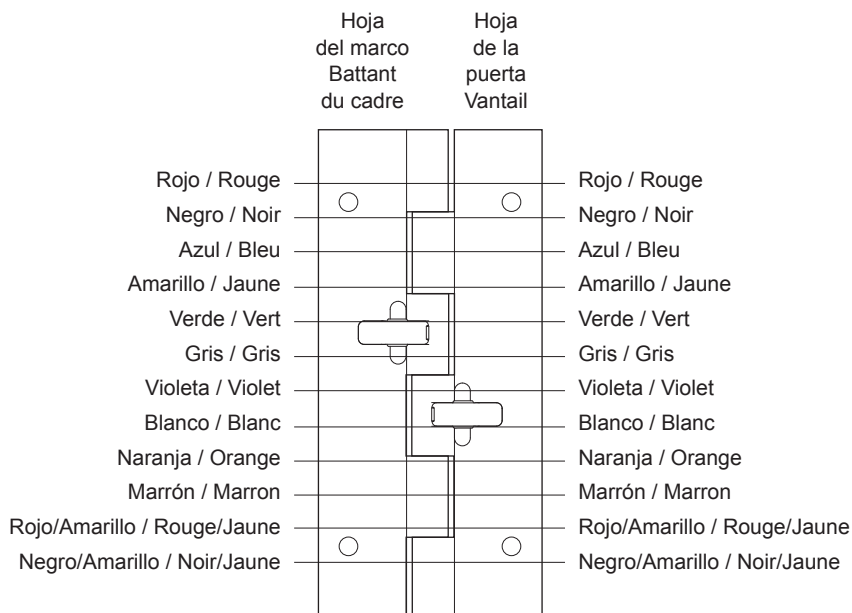 Hoja
del marco
Battant
du cadre
Hoja
de la
puerta
Vantail
Rojo / Rouge
Rojo / Rouge
Negro / Noir
Negro / Noir
Azul / Bleu
Azul / Bleu
Amarillo / Jaune
Amarillo / Jaune
Verde / Vert
Verde / Vert
Gris / Gris
Gris / Gris
Violeta / Violet
Violeta / Violet
Blanco / Blanc
Blanco / Blanc
Naranja / Orange
Naranja / Orange
Marrón / Marron
Marrón / Marron
Rojo/Amarillo / Rouge/Jaune
Rojo/Amarillo / Rouge/Jaune
Negro/Amarillo / Noir/Jaune
Negro/Amarillo / Noir/Jaune